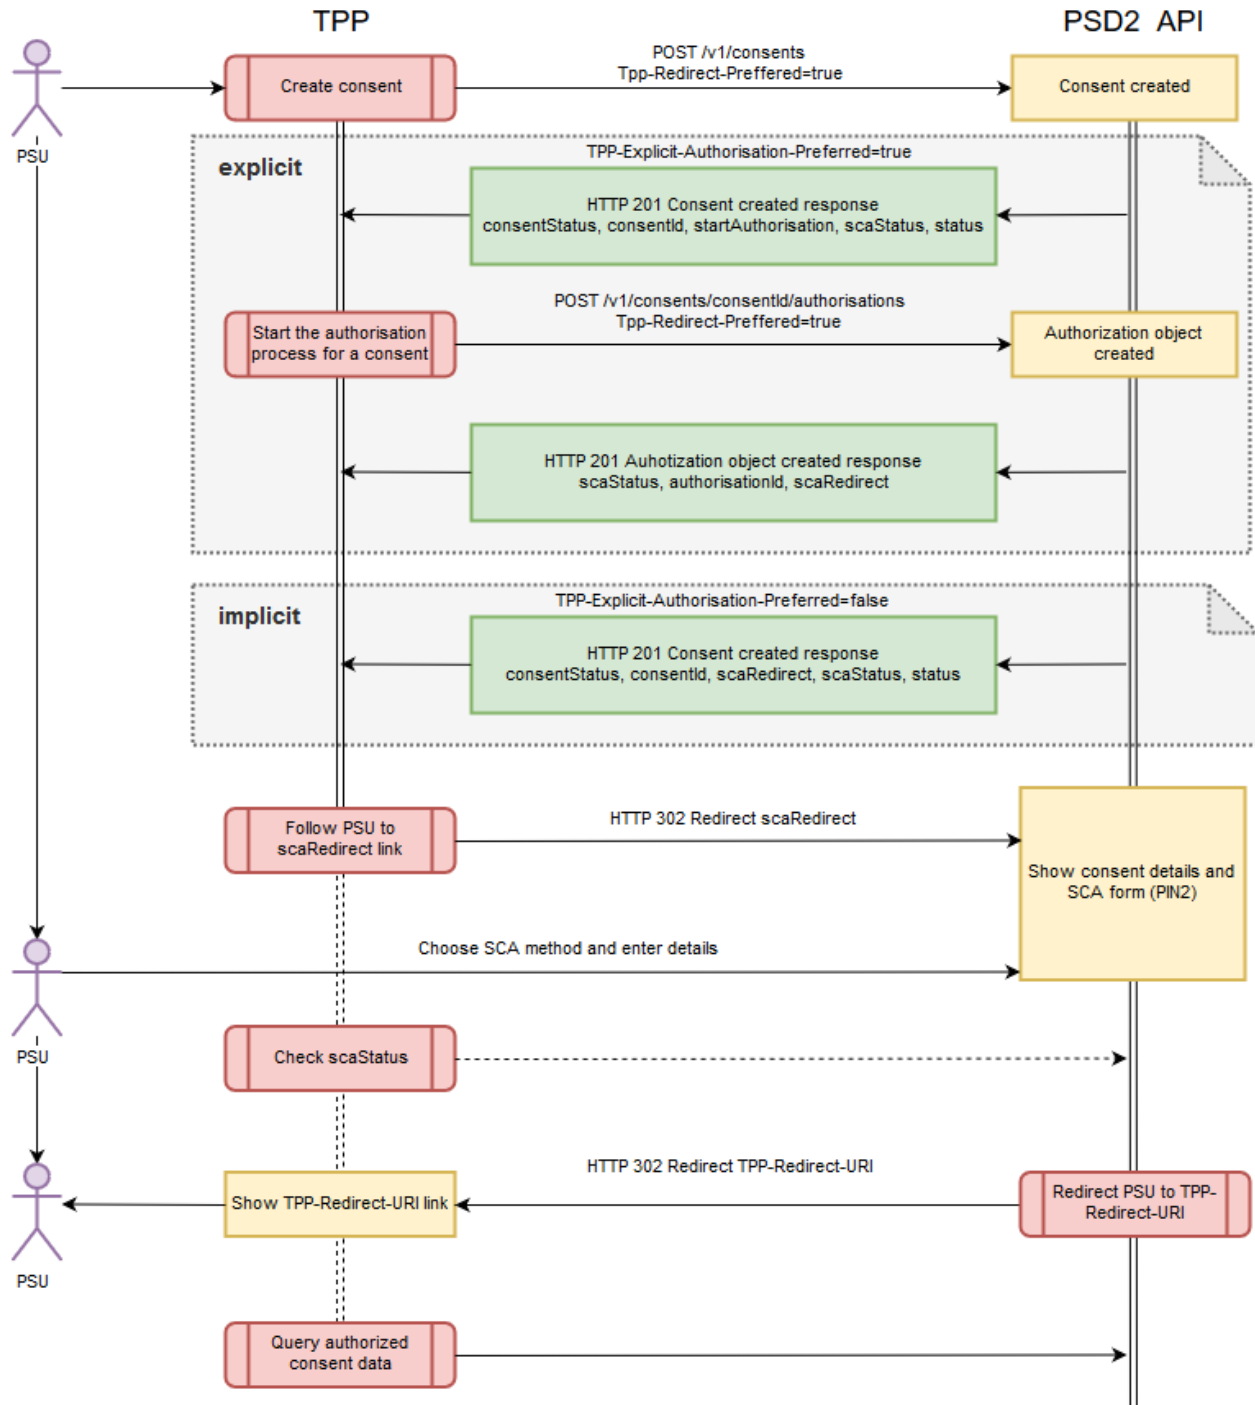 TPP
PSD2 API
POST /v1/consents
Tpp-Redirect-Preffered=true
Create consent
Consent created
PSU
explicit
TPP-Explicit-Authorisation-Preferred=true
HTTP 201 Consent created response
consentStatus, consentId, startAuthorisation, scaStatus, status
POST /v1/consents/consentId/authorisations
Tpp-Redirect-Preffered=true
Start the authorisation
process for a consent
Authorization object
created
HTTP 201 Auhotization object created response
scaStatus, authorisationId, scaRedirect
implicit
TPP-Explicit-Authorisation-Preferred=false
HTTP 201 Consent created response
consentStatus, consentId, scaRedirect, scaStatus, status
Follow PSU to
scaRedirect link
HTTP 302 Redirect scaRedirect
Show consent details and
SCA form (PIN2)
Choose SCA method and enter details
PSU
Check scaStatus
HTTP 302 Redirect TPP-Redirect-URI
Show TPP-Redirect-URI link
Redirect PSU to TPP-
Redirect-URI
PSU
Query authorized
consent data